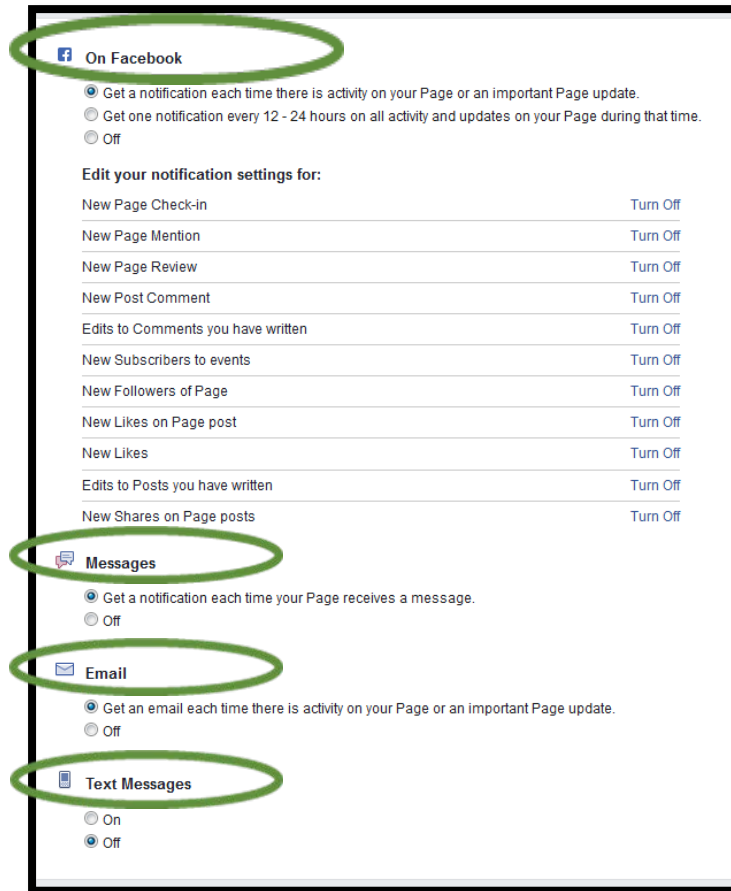 On Facebook
Get a notification each time there is activity on your Page or an important Page update.
Get one notification every 12 - 24 hours on all activity and updates on your Page during that time.
Off
Edit your notification settings for:
New Page Check-in Turn Off
New Page Mention Turn Off
New Page Review Turn Off
New Post Comment Turn Off
Edits to Comments you have written Turn Off
New Subscribers to events Turn Off
New Followers of Page Turn Off
New Likes on Page post Turn Off
New Likes Turn Off
Edits to Posts you have written Turn Off
New Shares on Page posts Turn Off
Messages
Get a notification each time your Page receives a message.
Off
Email
Get an email each time there is activity on your Page or an important Page update.
Off
Text Messages
On
Off